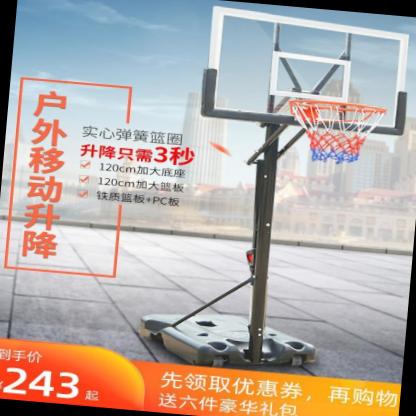 户外移动升降
实心弹簧篮圈
升降只需3秒
120cm加大底座
120cm加大篮板
铁质篮板+PC板
到手价
¥243起
先领取优惠券，再购物
送六件豪华礼包